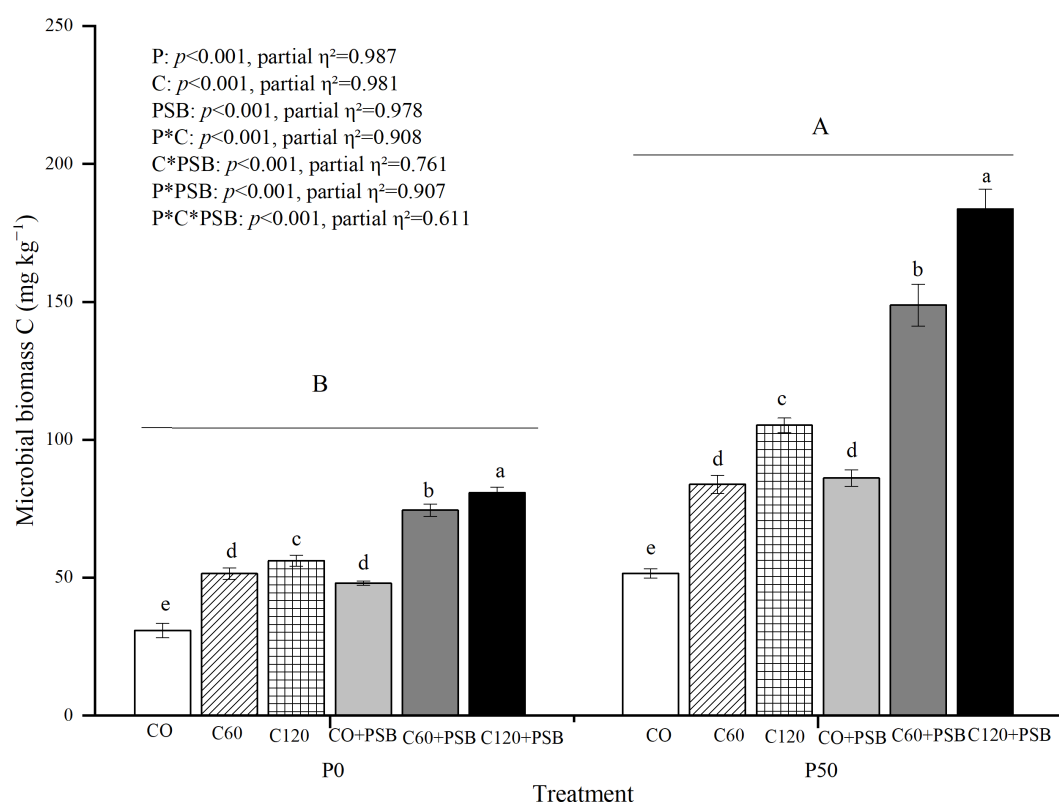 250
200
150
100
50
0
Microbial biomass C (mg kg⁻¹)
P: p<0.001, partial η²=0.987
C: p<0.001, partial η²=0.981
PSB: p<0.001, partial η²=0.978
P*C: p<0.001, partial η²=0.908
C*PSB: p<0.001, partial η²=0.761
P*PSB: p<0.001, partial η²=0.907
P*C*PSB: p<0.001, partial η²=0.611
B
e
d
c
d
b
a
A
e
d
c
d
b
a
CO
C60
C120
CO+PSB
C60+PSB
C120+PSB
CO
C60
C120
CO+PSB
C60+PSB
C120+PSB
P0
P50
Treatment